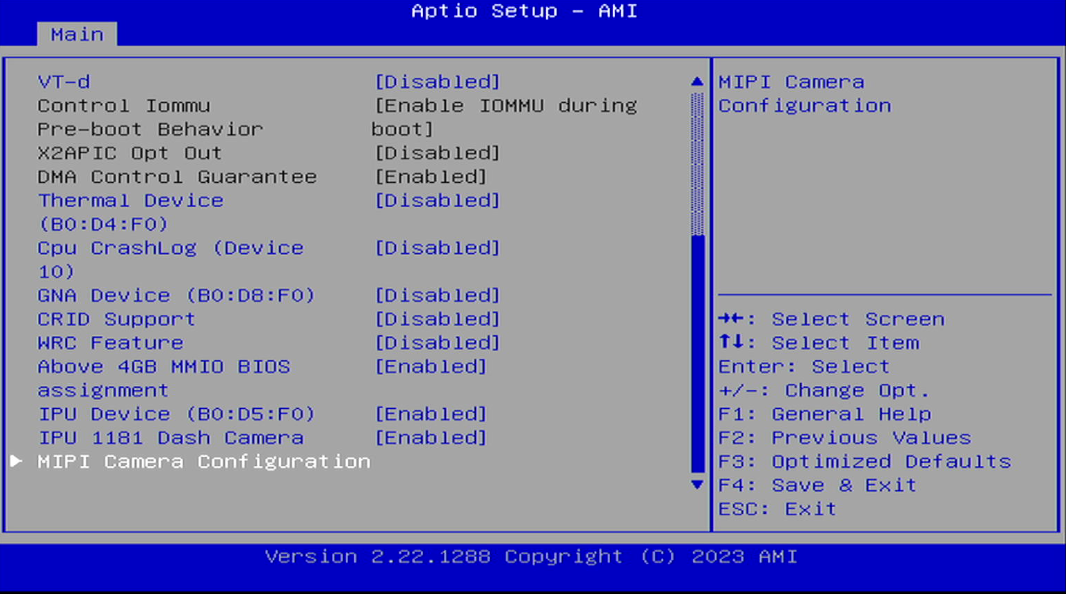 Aptio Setup - AMI
Main
VT-d [Disabled]
Control Iommu [Enable IOMMU during
Pre-boot Behavior boot]
X2APIC Opt Out [Disabled]
DMA Control Guarantee [Enabled]
Thermal Device [Disabled]
(B0:D4:F0)
Cpu CrashLog (Device [Disabled]
10)
GNA Device (B0:D8:F0) [Disabled]
CRID Support [Disabled]
WRC Feature [Disabled]
Above 4GB MMIO BIOS [Enabled]
assignment
IPU Device (B0:D5:F0) [Enabled]
IPU 1181 Dash Camera [Enabled]
MIPI Camera Configuration
MIPI Camera
Configuration
→←: Select Screen
↑↓: Select Item
Enter: Select
+/-: Change Opt.
F1: General Help
F2: Previous Values
F3: Optimized Defaults
F4: Save & Exit
ESC: Exit
Version 2.22.1288 Copyright (C) 2023 AMI